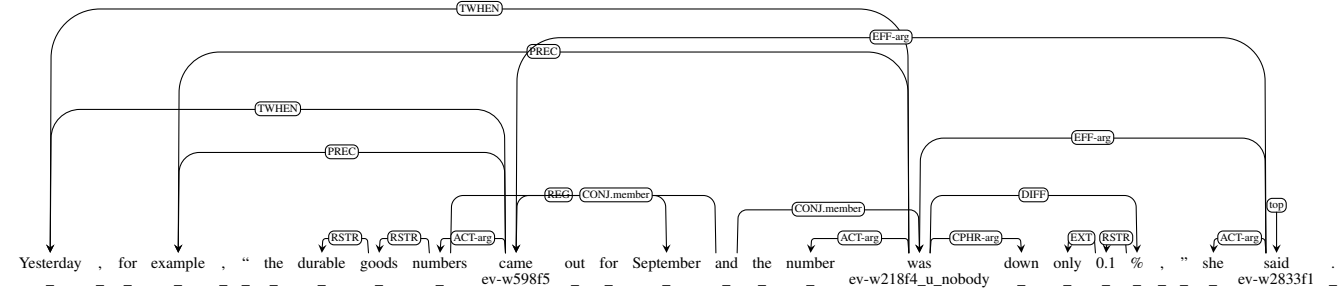 TWHEN
EFF-arg
PREC
TWHEN
EFF-arg
PREC
REG CONJ.member DIFF
CONJ.member top
RSTR RSTR ACT-arg ACT-arg CPHR-arg EXT RSTR ACT-arg
Yesterday , for example , “ the durable goods numbers came out for September and the number was down only 0.1 % , ” she said .
_ _ _ _ _ _ _ _ _ _ ev-w598f5 _ _ _ _ _ _ ev-w218f4_u_nobody _ _ _ _ _ _ _ ev-w2833f1 _